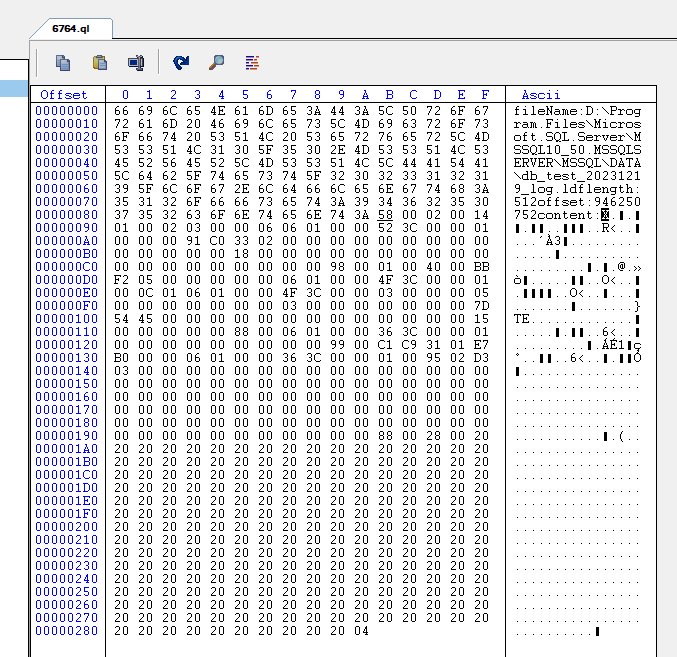 6764.ql
Offset 0 1 2 3 4 5 6 7 8 9 A B C D E F Ascii
00000000 66 69 6C 65 4E 61 6D 65 3A 44 3A 5C 50 72 6F 67 fileName:D:\Prog
00000010 72 61 6D 20 46 69 6C 65 73 5C 4D 69 63 72 6F 73 ram.Files\Micros
00000020 6F 66 74 20 53 51 4C 20 53 65 72 76 65 72 5C 4D oft.SQL.Server\M
00000030 53 53 51 4C 31 30 5F 35 30 2E 4D 53 53 51 4C 53 SSQL10_50.MSSQLS
00000040 45 52 56 45 52 5C 4D 53 53 51 4C 5C 44 41 54 41 ERVER\MSSQL\DATA
00000050 5C 64 62 5F 74 65 73 74 5F 32 30 32 33 31 32 31 \db_test_2023121
00000060 39 5F 6C 6F 67 2E 6C 64 66 6C 65 6E 67 74 68 3A 9_log.ldflength:
00000070 35 31 32 6F 66 66 73 65 74 3A 39 34 36 32 35 30 512offset:946250
00000080 37 35 32 63 6F 6E 74 65 6E 74 3A 58 00 02 00 14 752content:X.▮.▮
00000090 01 00 02 03 00 00 06 06 01 00 00 52 3C 00 00 01 ▮.▮▮..▮▮▮..R<..▮
000000A0 00 00 00 91 C0 33 02 00 00 00 00 00 00 00 00 00 ...‘À3▮.........
000000B0 00 00 00 00 00 18 00 00 00 00 00 00 00 00 00 00 .....▮..........
000000C0 00 00 00 00 00 00 00 00 00 98 00 01 00 40 00 BB .........▮.▮.@.»
000000D0 F2 05 00 00 00 00 00 06 01 00 00 4F 3C 00 00 01 ò▮.....▮▮..O<..▮
000000E0 00 0C 01 06 01 00 00 4F 3C 00 00 03 00 00 00 05 .▮▮▮▮..O<..▮...▮
000000F0 00 00 00 00 00 00 00 03 00 00 00 00 00 00 00 7D .......▮.......}
00000100 54 45 00 00 00 00 00 00 00 00 00 00 00 00 00 15 TE.............▮
00000110 00 00 00 00 00 88 00 06 01 00 00 36 3C 00 00 01 .....▮.▮▮..6<..▮
00000120 00 00 00 00 00 00 00 00 00 99 00 C1 C9 31 01 E7 .........▮.ÁÉ1▮ç
00000130 B0 00 00 06 01 00 00 36 3C 00 00 01 00 95 02 D3 °..▮▮..6<..▮.▮▮Ó
00000140 03 00 00 00 00 00 00 00 00 00 00 00 00 00 00 00 ▮...............
00000150 00 00 00 00 00 00 00 00 00 00 00 00 00 00 00 00 ................
00000160 00 00 00 00 00 00 00 00 00 00 00 00 00 00 00 00 ................
00000170 00 00 00 00 00 00 00 00 00 00 00 00 00 00 00 00 ................
00000180 00 00 00 00 00 00 00 00 00 00 00 00 00 00 00 00 ................
00000190 00 00 00 00 00 00 00 00 00 00 00 88 00 28 00 20 ...........▮.(..
000001A0 20 20 20 20 20 20 20 20 20 20 20 20 20 20 20 20 ................
000001B0 20 20 20 20 20 20 20 20 20 20 20 20 20 20 20 20 ................
000001C0 20 20 20 20 20 20 20 20 20 20 20 20 20 20 20 20 ................
000001D0 20 20 20 20 20 20 20 20 20 20 20 20 20 20 20 20 ................
000001E0 20 20 20 20 20 20 20 20 20 20 20 20 20 20 20 20 ................
000001F0 20 20 20 20 20 20 20 20 20 20 20 20 20 20 20 20 ................
00000200 20 20 20 20 20 20 20 20 20 20 20 20 20 20 20 20 ................
00000210 20 20 20 20 20 20 20 20 20 20 20 20 20 20 20 20 ................
00000220 20 20 20 20 20 20 20 20 20 20 20 20 20 20 20 20 ................
00000230 20 20 20 20 20 20 20 20 20 20 20 20 20 20 20 20 ................
00000240 20 20 20 20 20 20 20 20 20 20 20 20 20 20 20 20 ................
00000250 20 20 20 20 20 20 20 20 20 20 20 20 20 20 20 20 ................
00000260 20 20 20 20 20 20 20 20 20 20 20 20 20 20 20 20 ................
00000270 20 20 20 20 20 20 20 20 20 20 20 20 20 20 20 20 ................
00000280 20 20 20 20 20 20 20 20 20 20 04 ..........▮